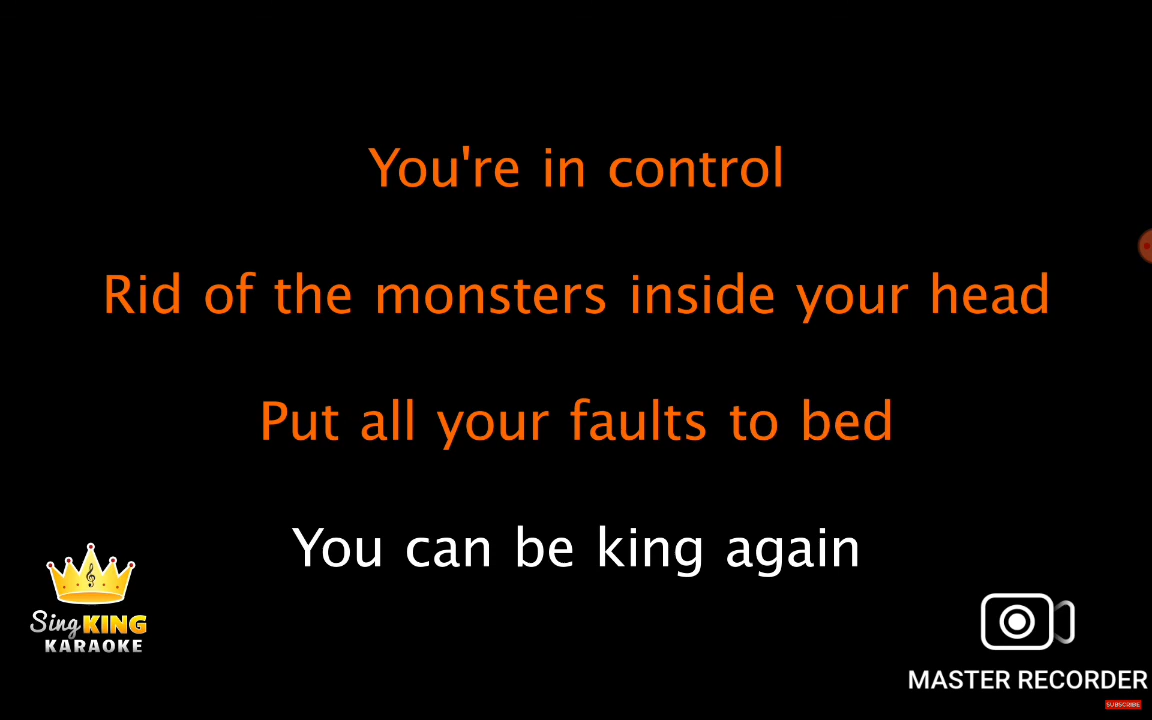 You're in control
Rid of the monsters inside your head
Put all your faults to bed
You can be king again
Sing KING
KARAOKE
MASTER RECORDER
SUBSCRIBE